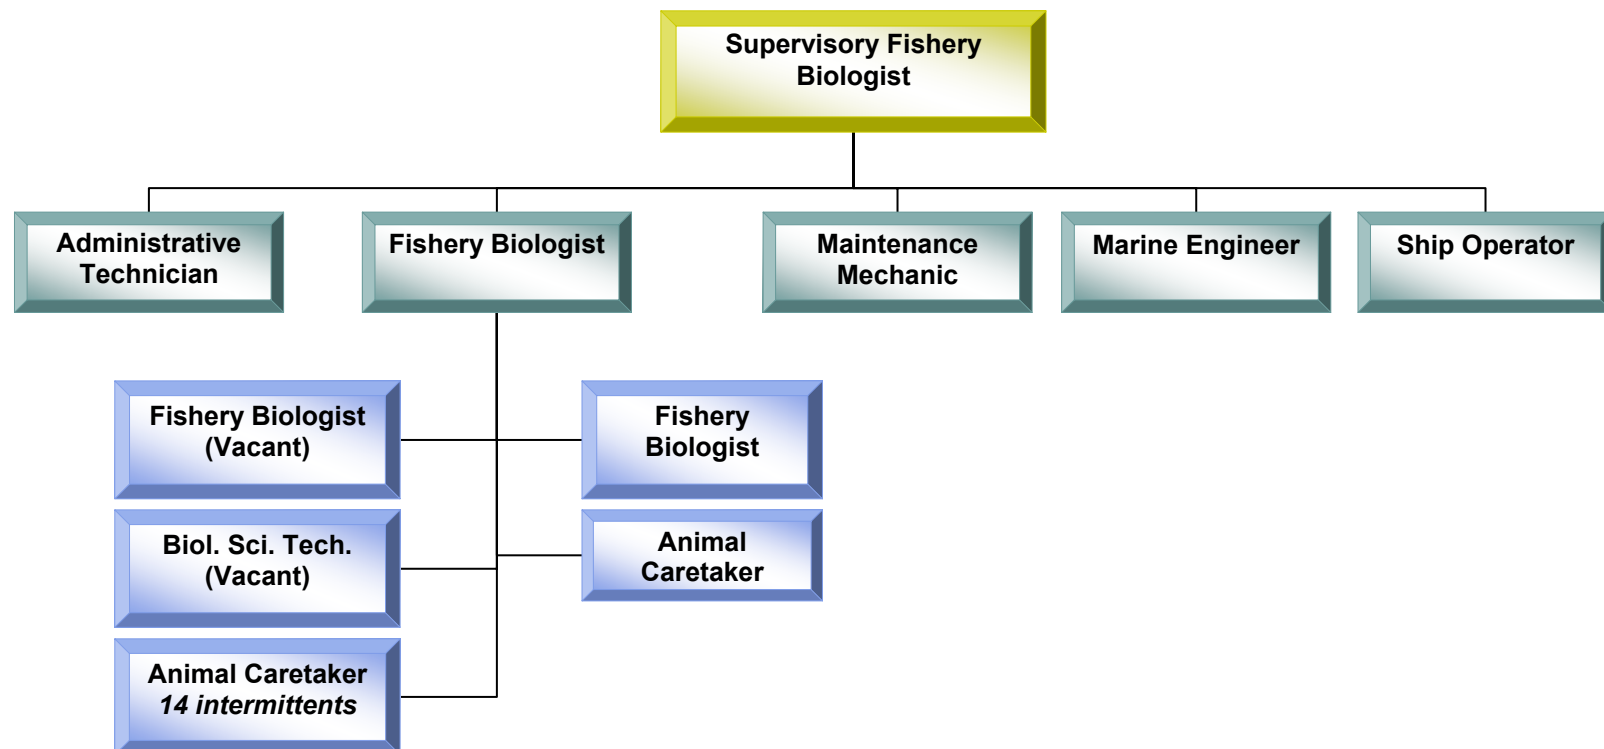 Supervisory Fishery
Biologist
Administrative
Technician
Fishery Biologist
Maintenance
Mechanic
Marine Engineer
Ship Operator
Fishery Biologist
(Vacant)
Fishery
Biologist
Biol. Sci. Tech.
(Vacant)
Animal
Caretaker
Animal Caretaker
14 intermittents